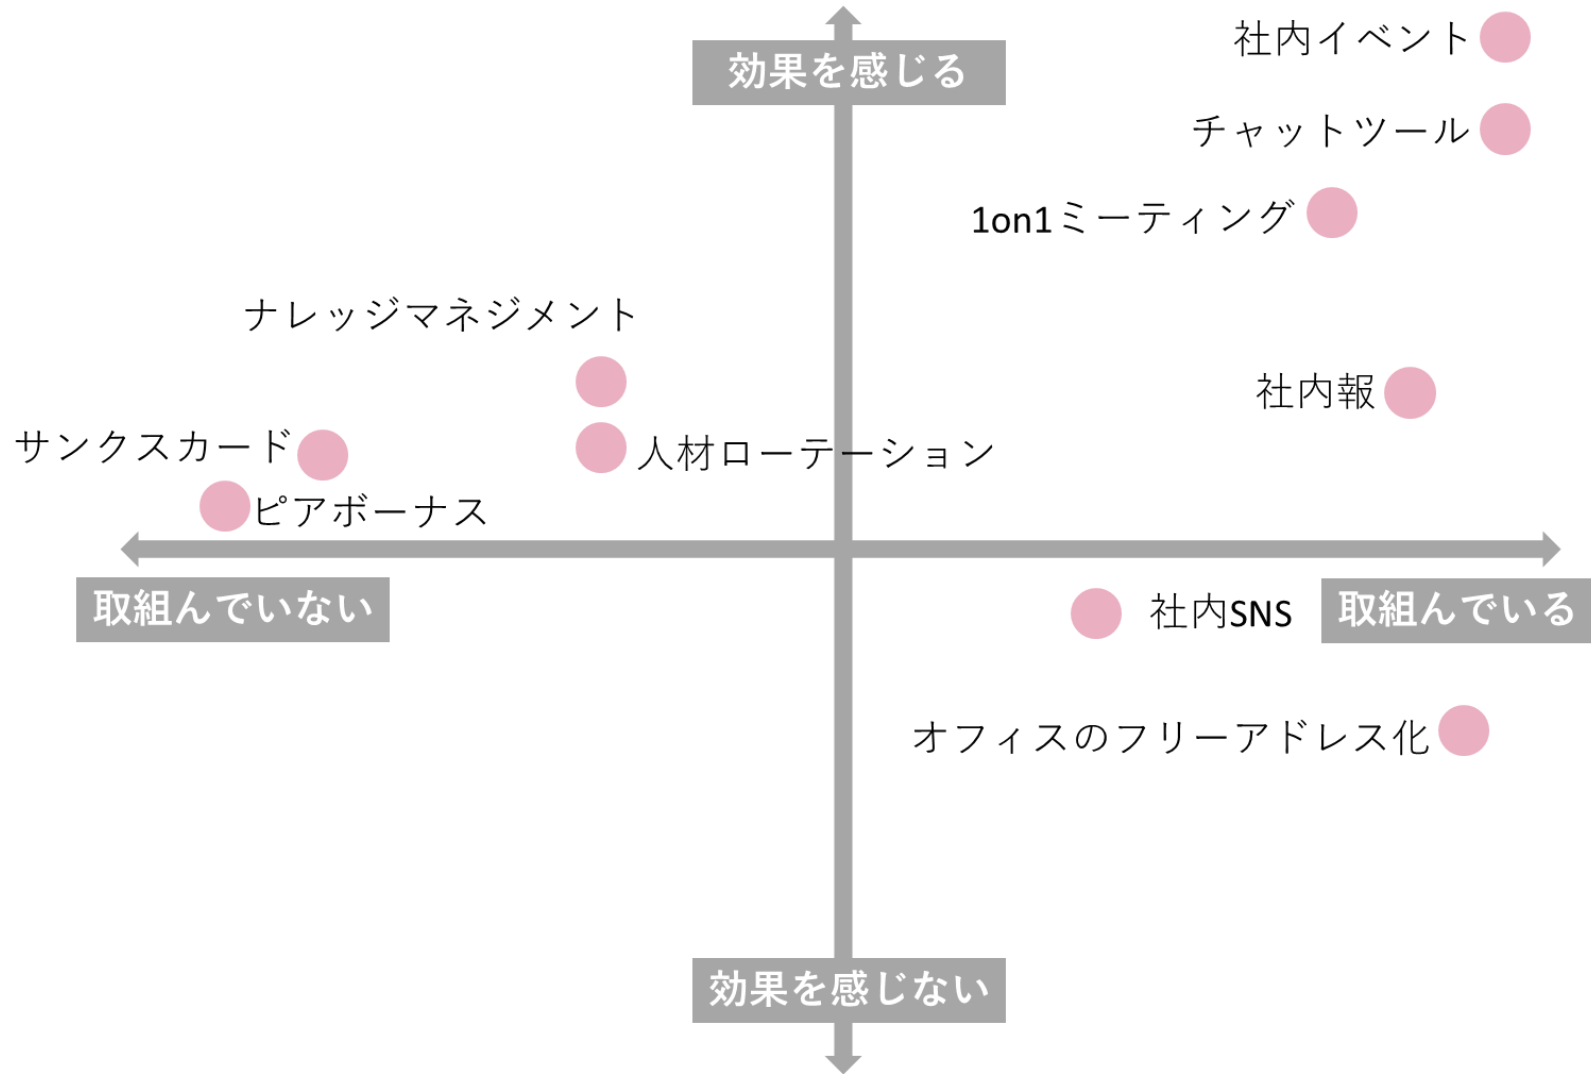 社内イベント
効果を感じる
チャットツール
1on1ミーティング
ナレッジマネジメント
社内報
サンクスカード
人材ローテーション
ピアボーナス
取組んでいない
社内SNS
取組んでいる
オフィスのフリーアドレス化
効果を感じない